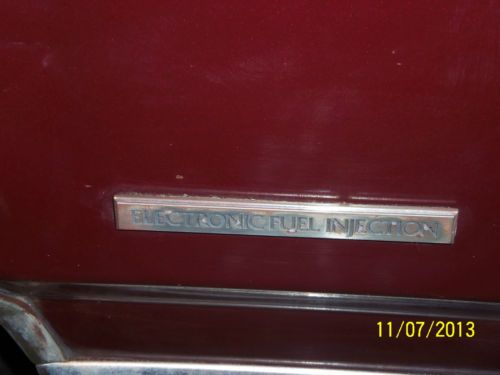 ELECTRONIC FUEL INJECTION
11/07/2013